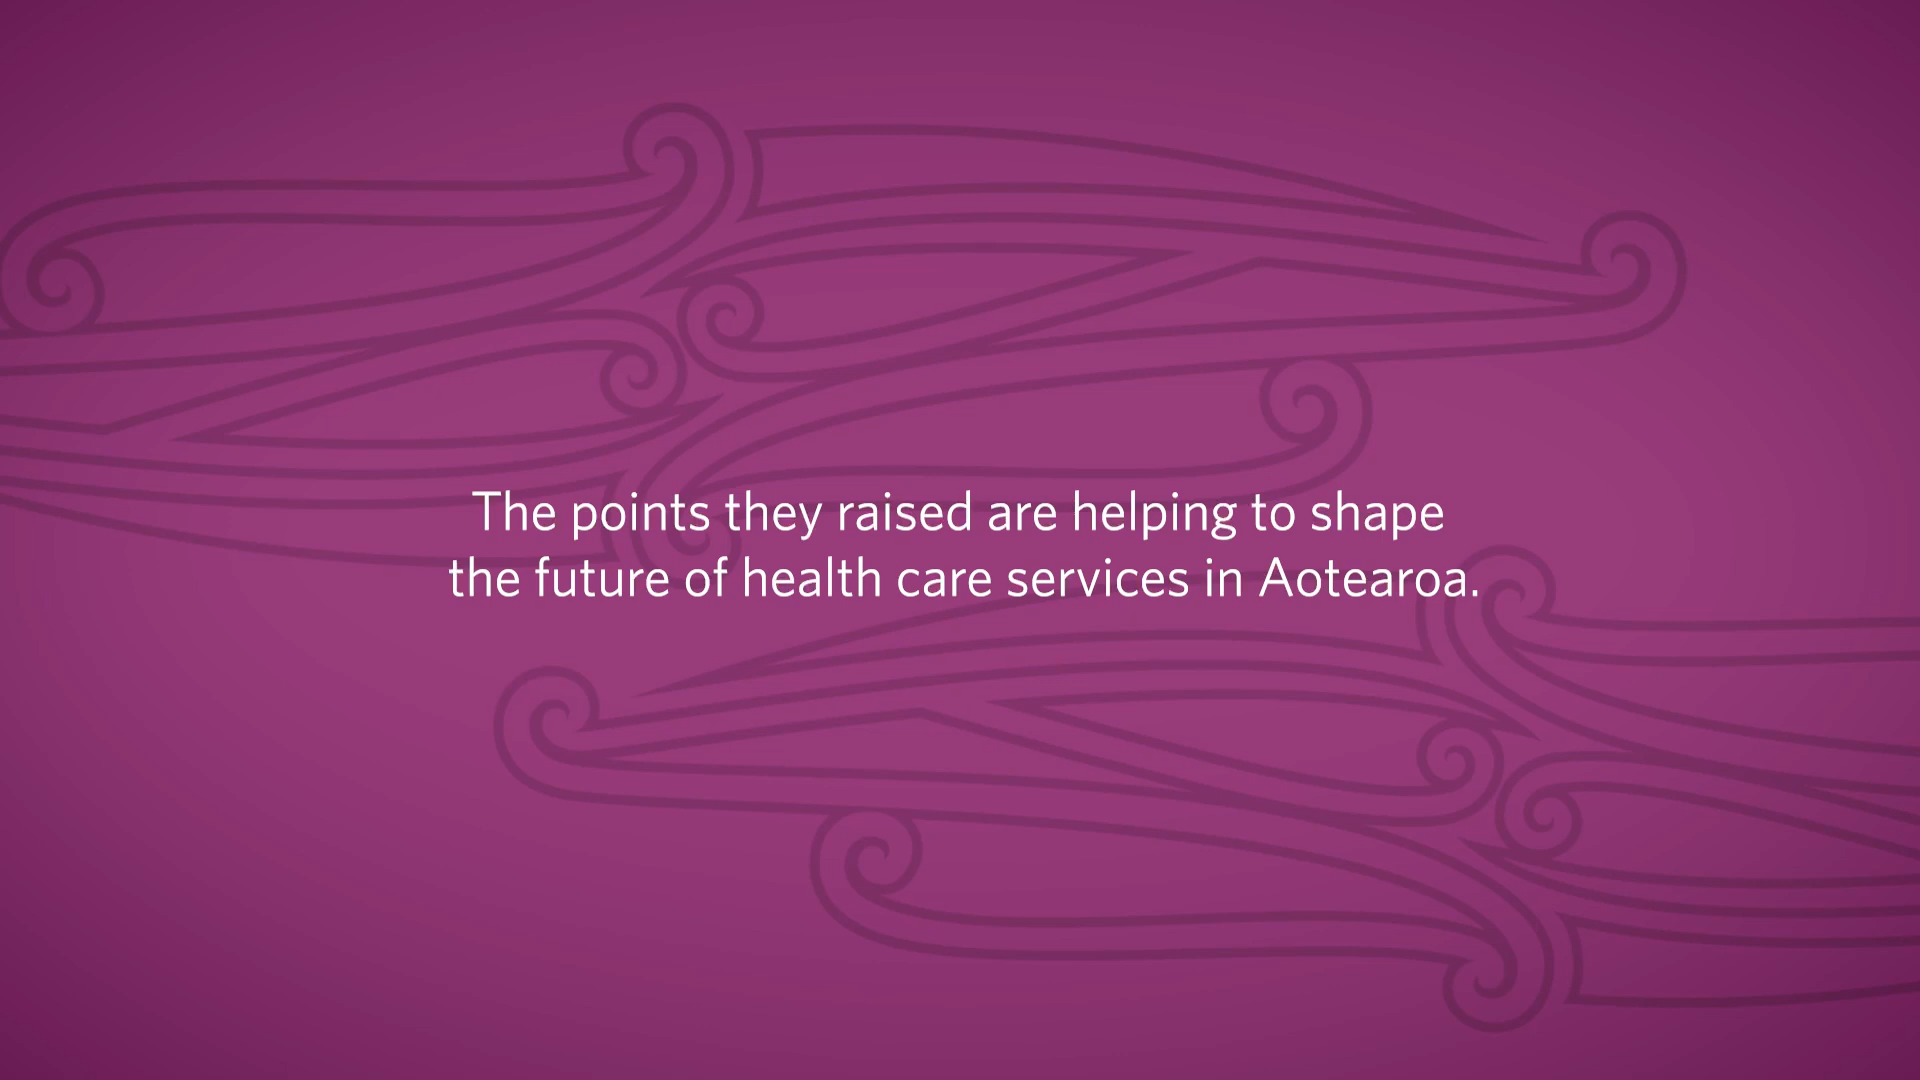 The points they raised are helping to shape
the future of health care services in Aotearoa.